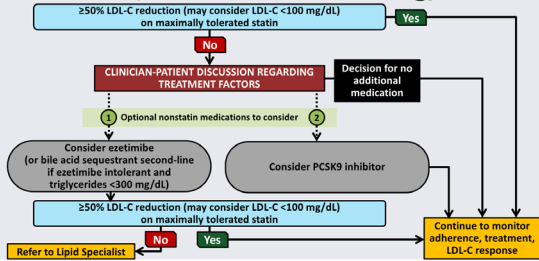 ≥50% LDL-C reduction (may consider LDL-C <100 mg/dL)
on maximally tolerated statin
Yes
No
CLINICIAN-PATIENT DISCUSSION REGARDING
TREATMENT FACTORS
Decision for no
additional
medication
1 Optional nonstatin medications to consider 2
Consider ezetimibe
(or bile acid sequestrant second-line
if ezetimibe intolerant and
triglycerides <300 mg/dL)
Consider PCSK9 inhibitor
≥50% LDL-C reduction (may consider LDL-C <100 mg/dL)
on maximally tolerated statin
No
Yes
Refer to Lipid Specialist
Continue to monitor
adherence, treatment,
LDL-C response